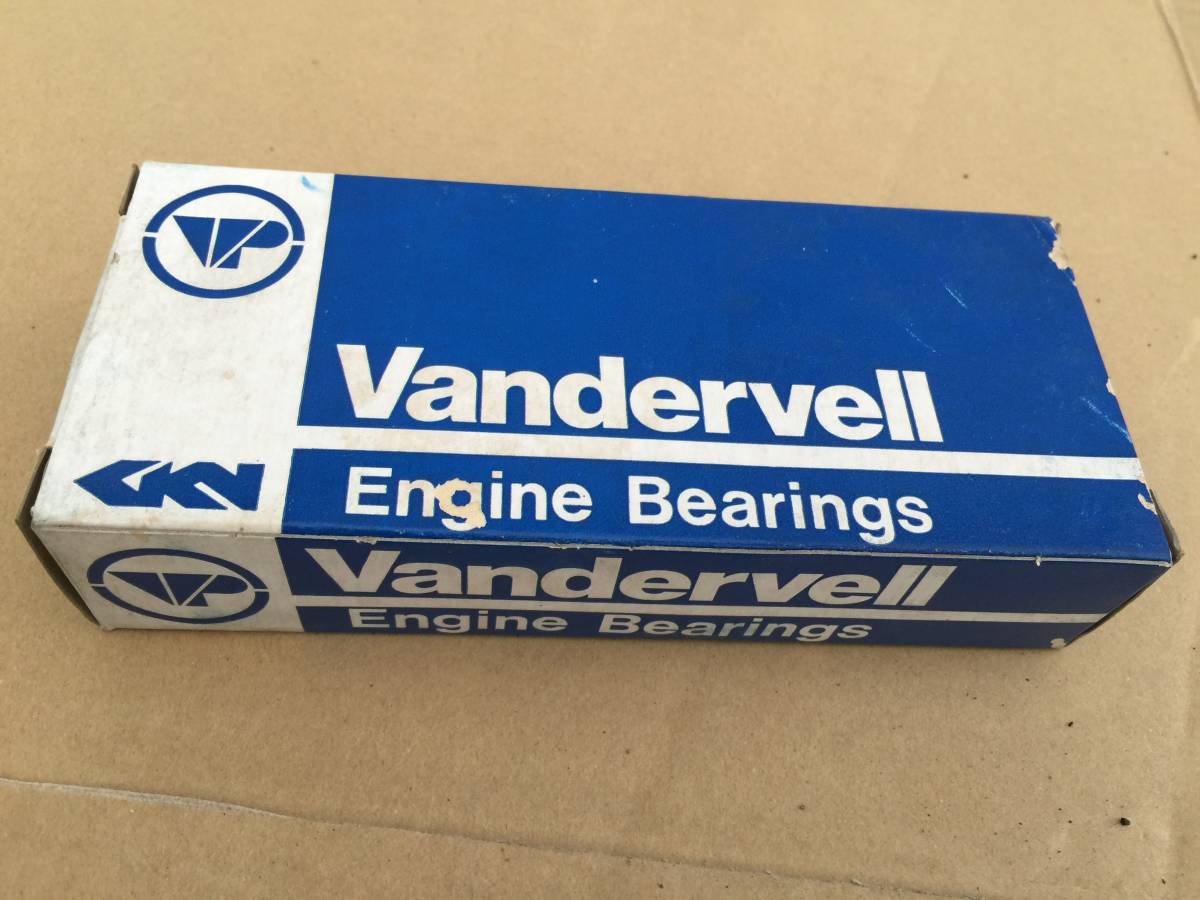 VP
Vandervell
GKN
Engine Bearings
VP
Vandervell
Engine Bearings